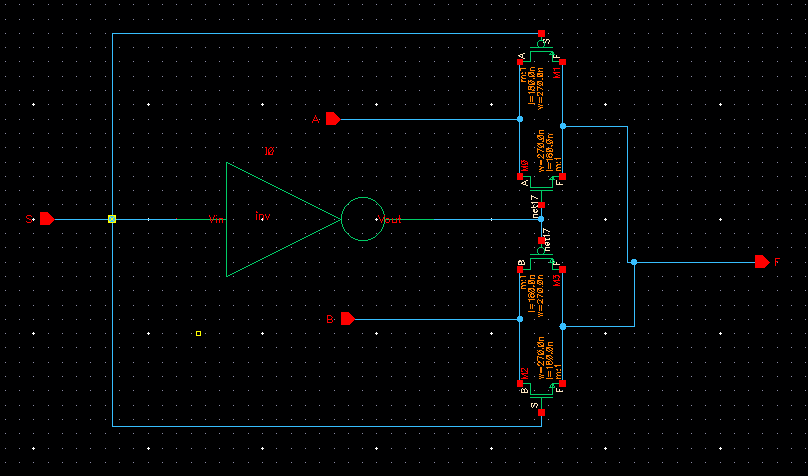 S
A
F
M1
m:1
l=180.0n
w=270.0n
A
I0
M0
w=270.0n
l=180.0n
m:1
A
F
S
Vin
Inv
Vout
net17
net17
B
F
M3
m:1
l=180.0n
w=270.0n
F
B
M2
w=270.0n
l=180.0n
m:1
B
F
S